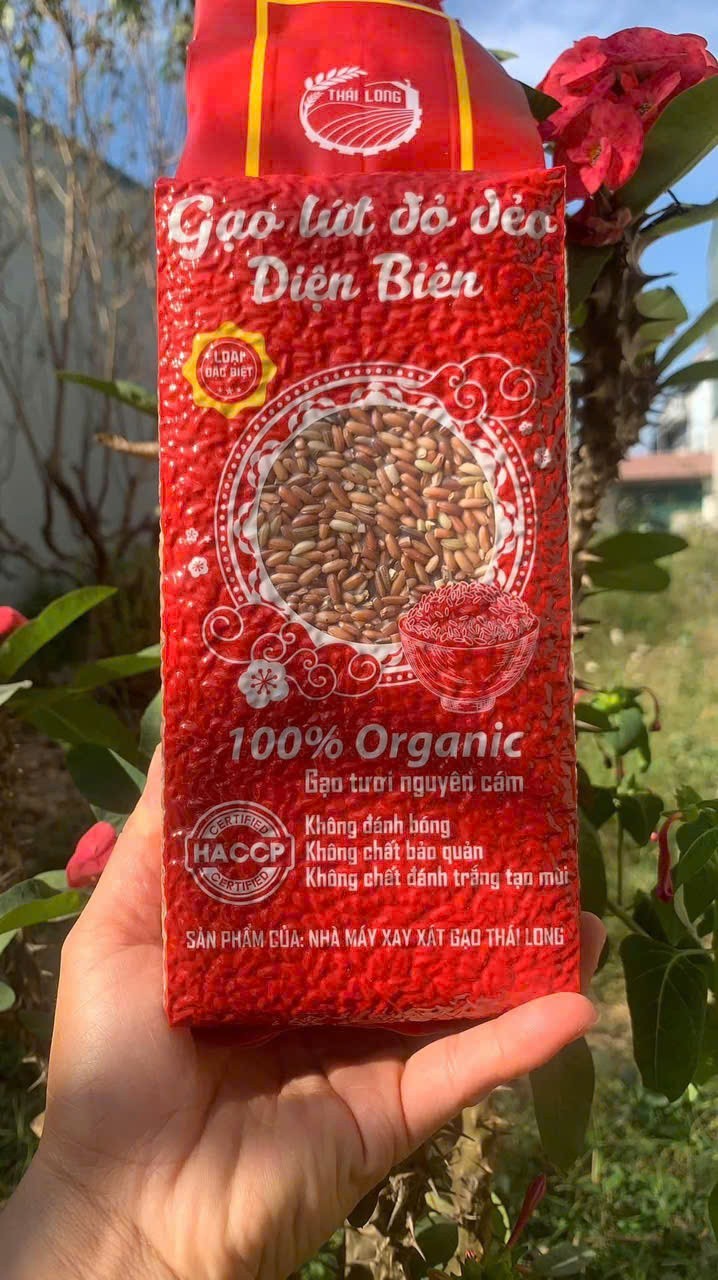 THÁI LONG
Gạo lứt đỏ dẻo
Điện Biên
LOẠI
ĐẶC BIỆT
100% Organic
Gạo tươi nguyên cám
CERTIFIED
HACCP
CERTIFIED
Không đánh bóng
Không chất bảo quản
Không chất đánh trắng tạo mùi
SẢN PHẨM CỦA: NHÀ MÁY XAY XÁT GẠO THÁI LONG